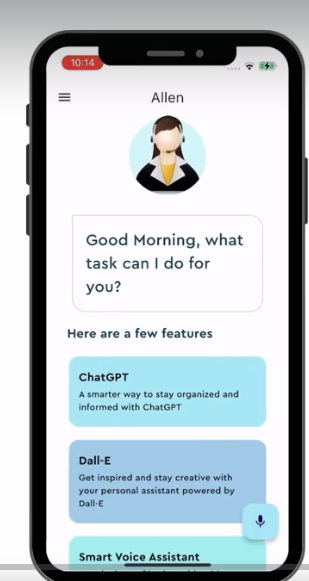 10:14
Allen
Good Morning, what
task can I do for
you?
Here are a few features
ChatGPT
A smarter way to stay organized and
informed with ChatGPT
Dall-E
Get inspired and stay creative with
your personal assistant powered by
Dall-E
Smart Voice Assistant